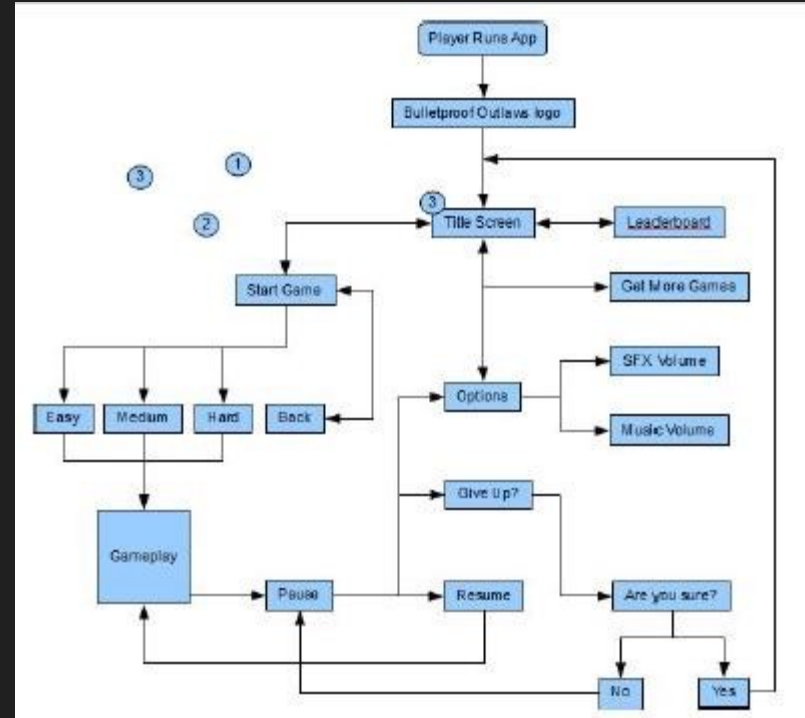 Player Runs App
Bulletproof Outlaws logo
1
3
2
3
Title Screen
Leaderboard
Start Game
Get More Games
SFX Volume
Options
Easy
Medium
Hard
Back
Music Volume
Give Up?
Gameplay
Pause
Resume
Are you sure?
No
Yes